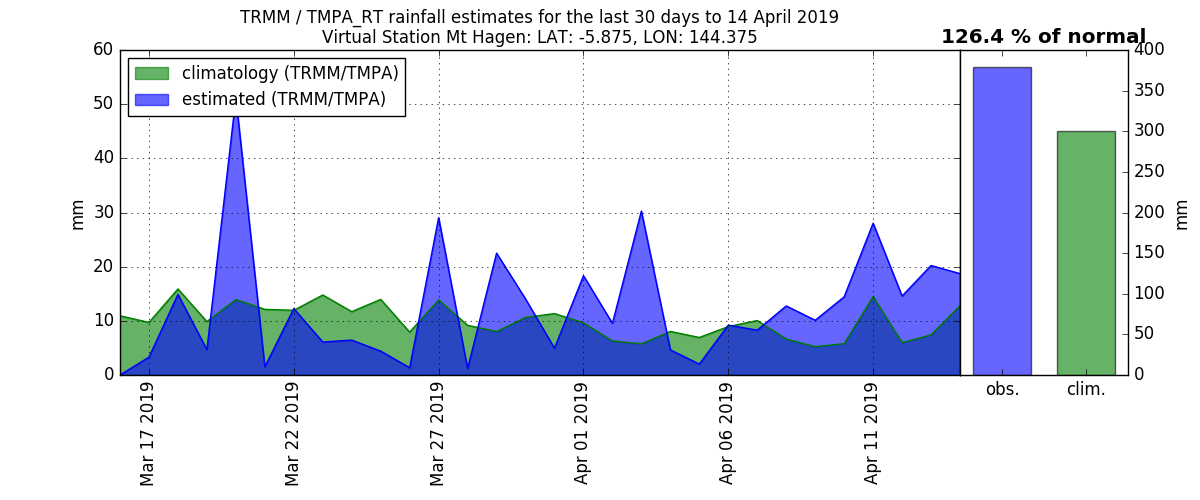 TRMM / TMPA_RT rainfall estimates for the last 30 days to 14 April 2019
Virtual Station Mt Hagen: LAT: -5.875, LON: 144.375
126.4 % of normal
climatology (TRMM/TMPA)
estimated (TRMM/TMPA)
60
50
40
30
20
10
0
mm
Mar 17 2019
Mar 22 2019
Mar 27 2019
Apr 01 2019
Apr 06 2019
Apr 11 2019
obs.
clim.
400
350
300
250
200
150
100
50
0
mm